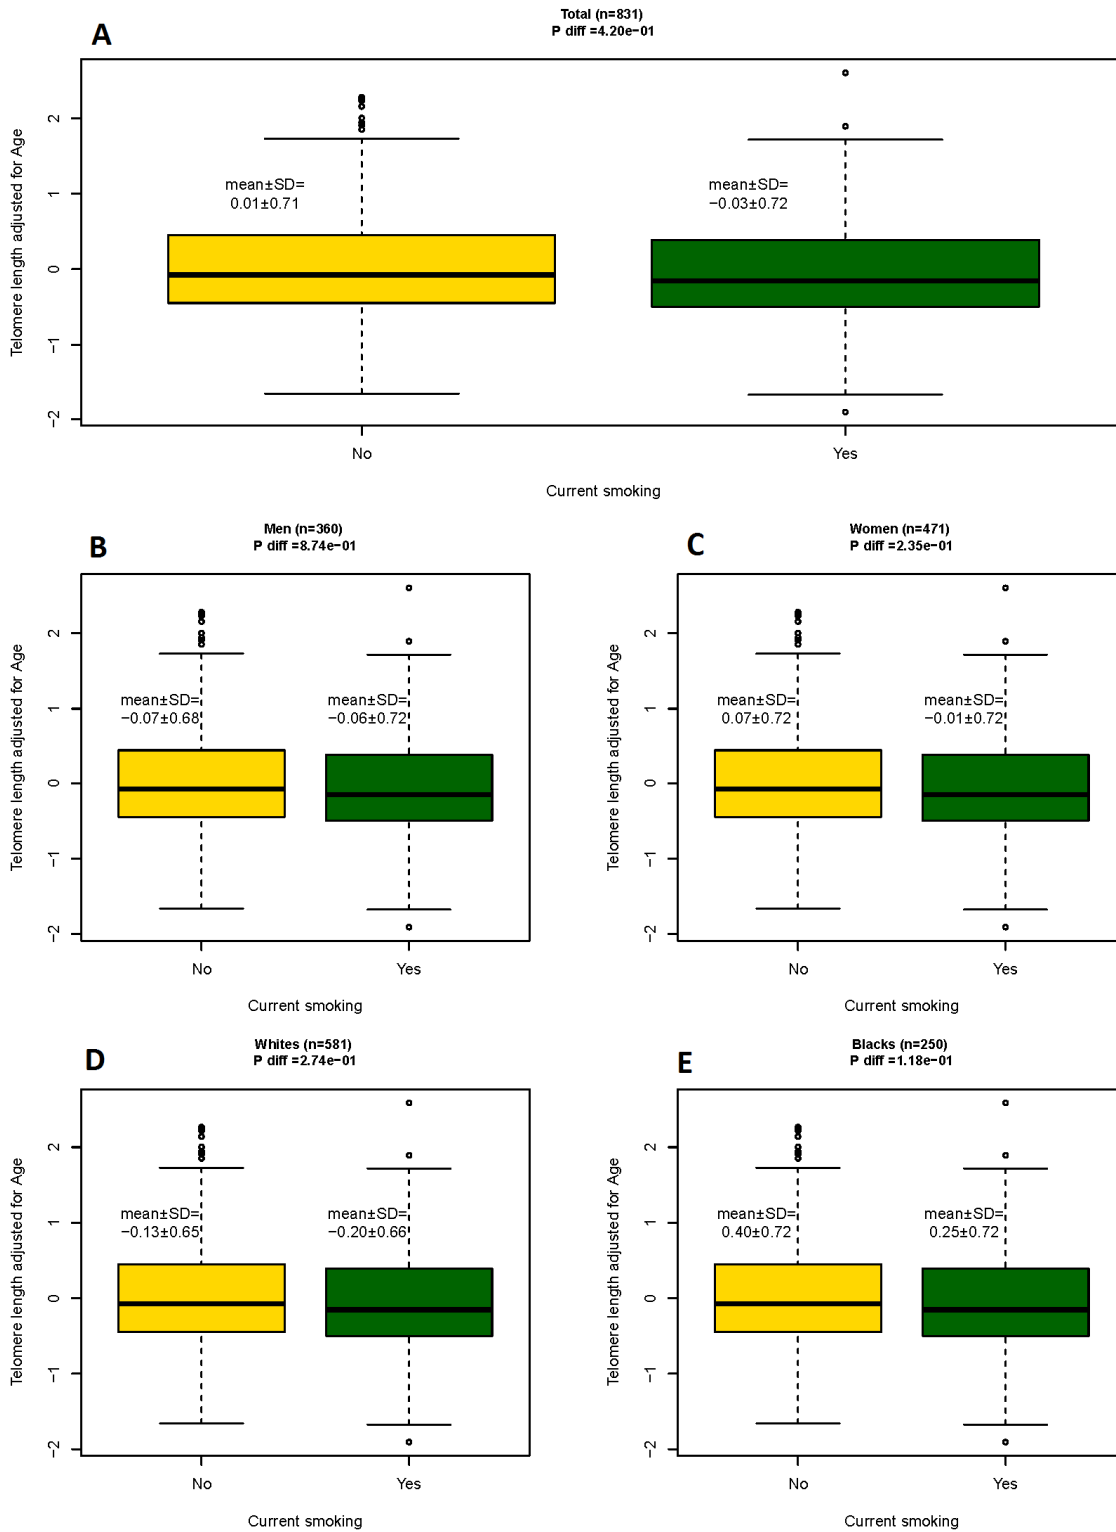 A
Total (n=831)
P diff =4.20e−01
Telomere length adjusted for Age
2
1
0
−1
−2
mean±SD=
0.01±0.71
mean±SD=
−0.03±0.72
No
Yes
Current smoking
B
Men (n=360)
P diff =8.74e−01
Telomere length adjusted for Age
2
1
0
−1
−2
mean±SD=
−0.07±0.68
mean±SD=
−0.06±0.72
No
Yes
Current smoking
C
Women (n=471)
P diff =2.35e−01
Telomere length adjusted for Age
2
1
0
−1
−2
mean±SD=
0.07±0.72
mean±SD=
−0.01±0.72
No
Yes
Current smoking
D
Whites (n=581)
P diff =2.74e−01
Telomere length adjusted for Age
2
1
0
−1
−2
mean±SD=
−0.13±0.65
mean±SD=
−0.20±0.66
No
Yes
Current smoking
E
Blacks (n=250)
P diff =1.18e−01
Telomere length adjusted for Age
2
1
0
−1
−2
mean±SD=
0.40±0.72
mean±SD=
0.25±0.72
No
Yes
Current smoking